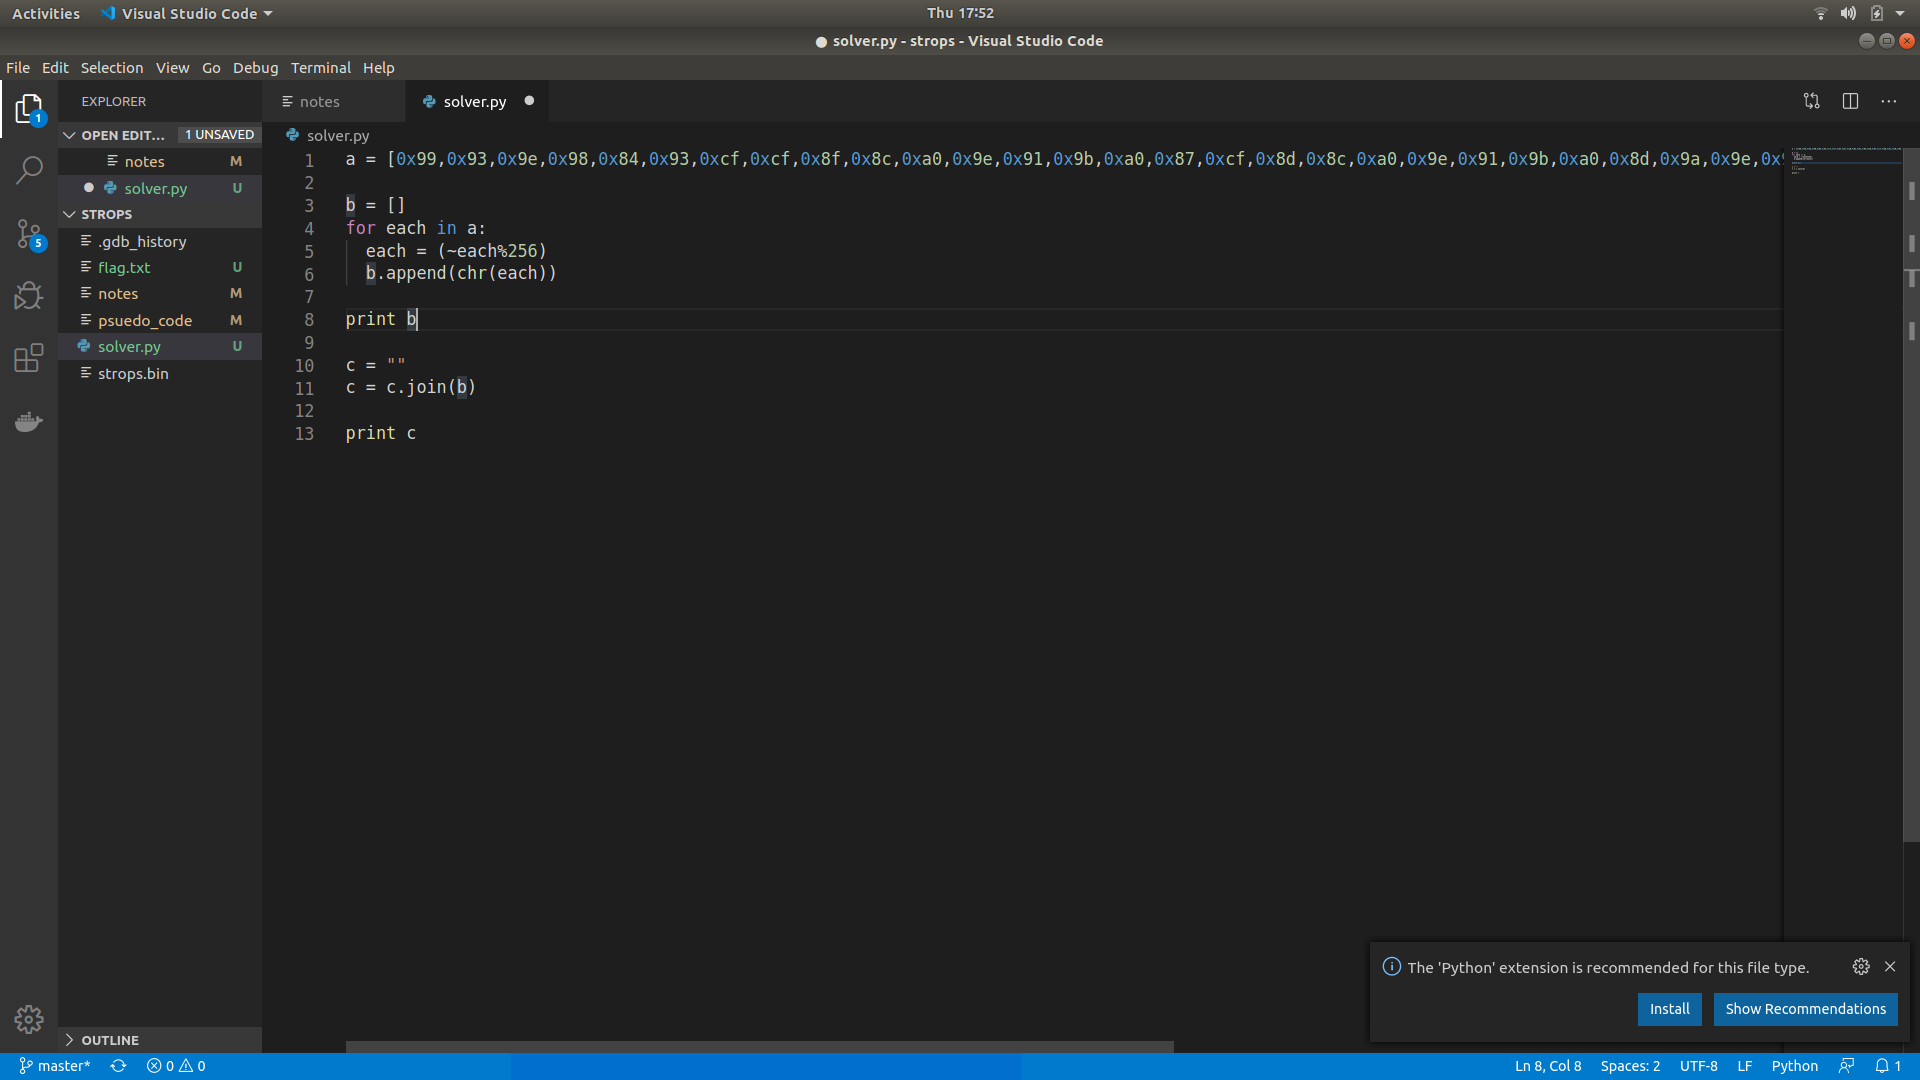 Activities Visual Studio Code Thu 17:52
● solver.py - strops - Visual Studio Code
File Edit Selection View Go Debug Terminal Help
EXPLORER
OPEN EDIT... 1 UNSAVED
notes M
solver.py U
STROPS
.gdb_history
flag.txt U
notes M
psuedo_code M
solver.py U
strops.bin
OUTLINE
1
5
notes solver.py
solver.py
1 a = [0x99,0x93,0x9e,0x98,0x84,0x93,0xcf,0xcf,0x8f,0x8c,0xa0,0x9e,0x91,0x9b,0xa0,0x87,0xcf,0x8d,0x8c,0xa0,0x9e,0x91,0x9b,0xa0,0x8d,0x9a,0x9e,
2
3 b = []
4 for each in a:
5 each = (~each%256)
6 b.append(chr(each))
7
8 print b
9
10 c = ""
11 c = c.join(b)
12
13 print c
The 'Python' extension is recommended for this file type.
Install Show Recommendations
master* 0 0 Ln 8, Col 8 Spaces: 2 UTF-8 LF Python 1